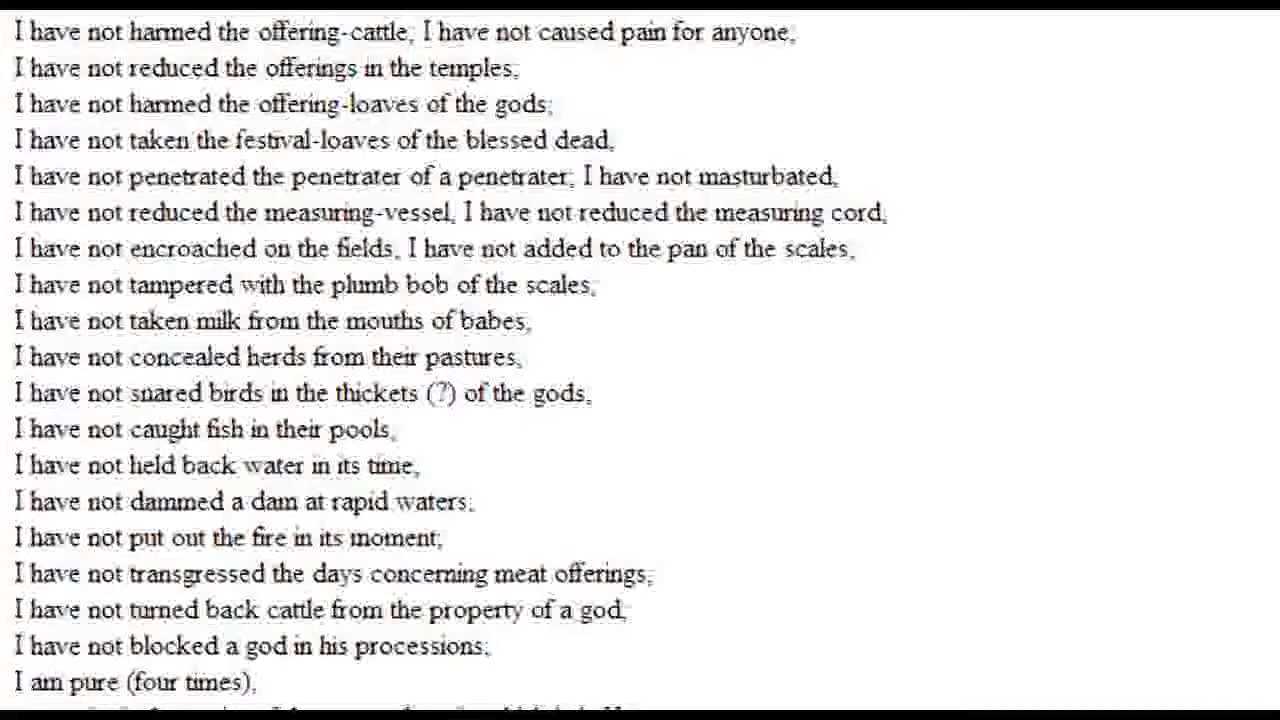 I have not harmed the offering-cattle, I have not caused pain for anyone,
I have not reduced the offerings in the temples,
I have not harmed the offering-loaves of the gods,
I have not taken the festival-loaves of the blessed dead,
I have not penetrated the penetrater of a penetrater, I have not masturbated,
I have not reduced the measuring-vessel, I have not reduced the measuring cord,
I have not encroached on the fields, I have not added to the pan of the scales,
I have not tampered with the plumb bob of the scales,
I have not taken milk from the mouths of babes,
I have not concealed herds from their pastures,
I have not snared birds in the thickets (?) of the gods,
I have not caught fish in their pools,
I have not held back water in its time,
I have not dammed a dam at rapid waters,
I have not put out the fire in its moment,
I have not transgressed the days concerning meat offerings,
I have not turned back cattle from the property of a god,
I have not blocked a god in his processions,
I am pure (four times),